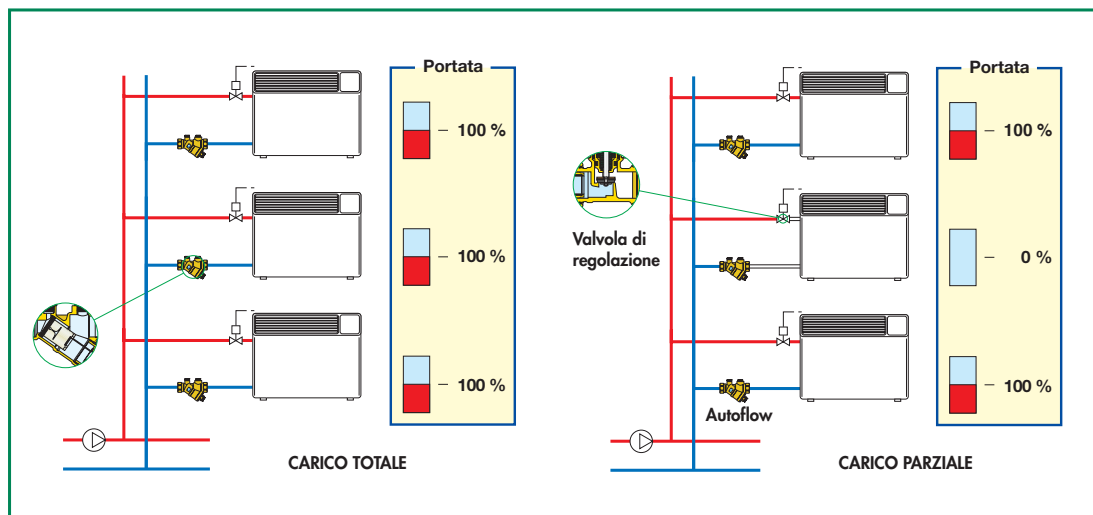 Portata
100 %
100 %
100 %
CARICO TOTALE
Portata
100 %
Valvola di
regolazione
0 %
100 %
Autoflow
CARICO PARZIALE